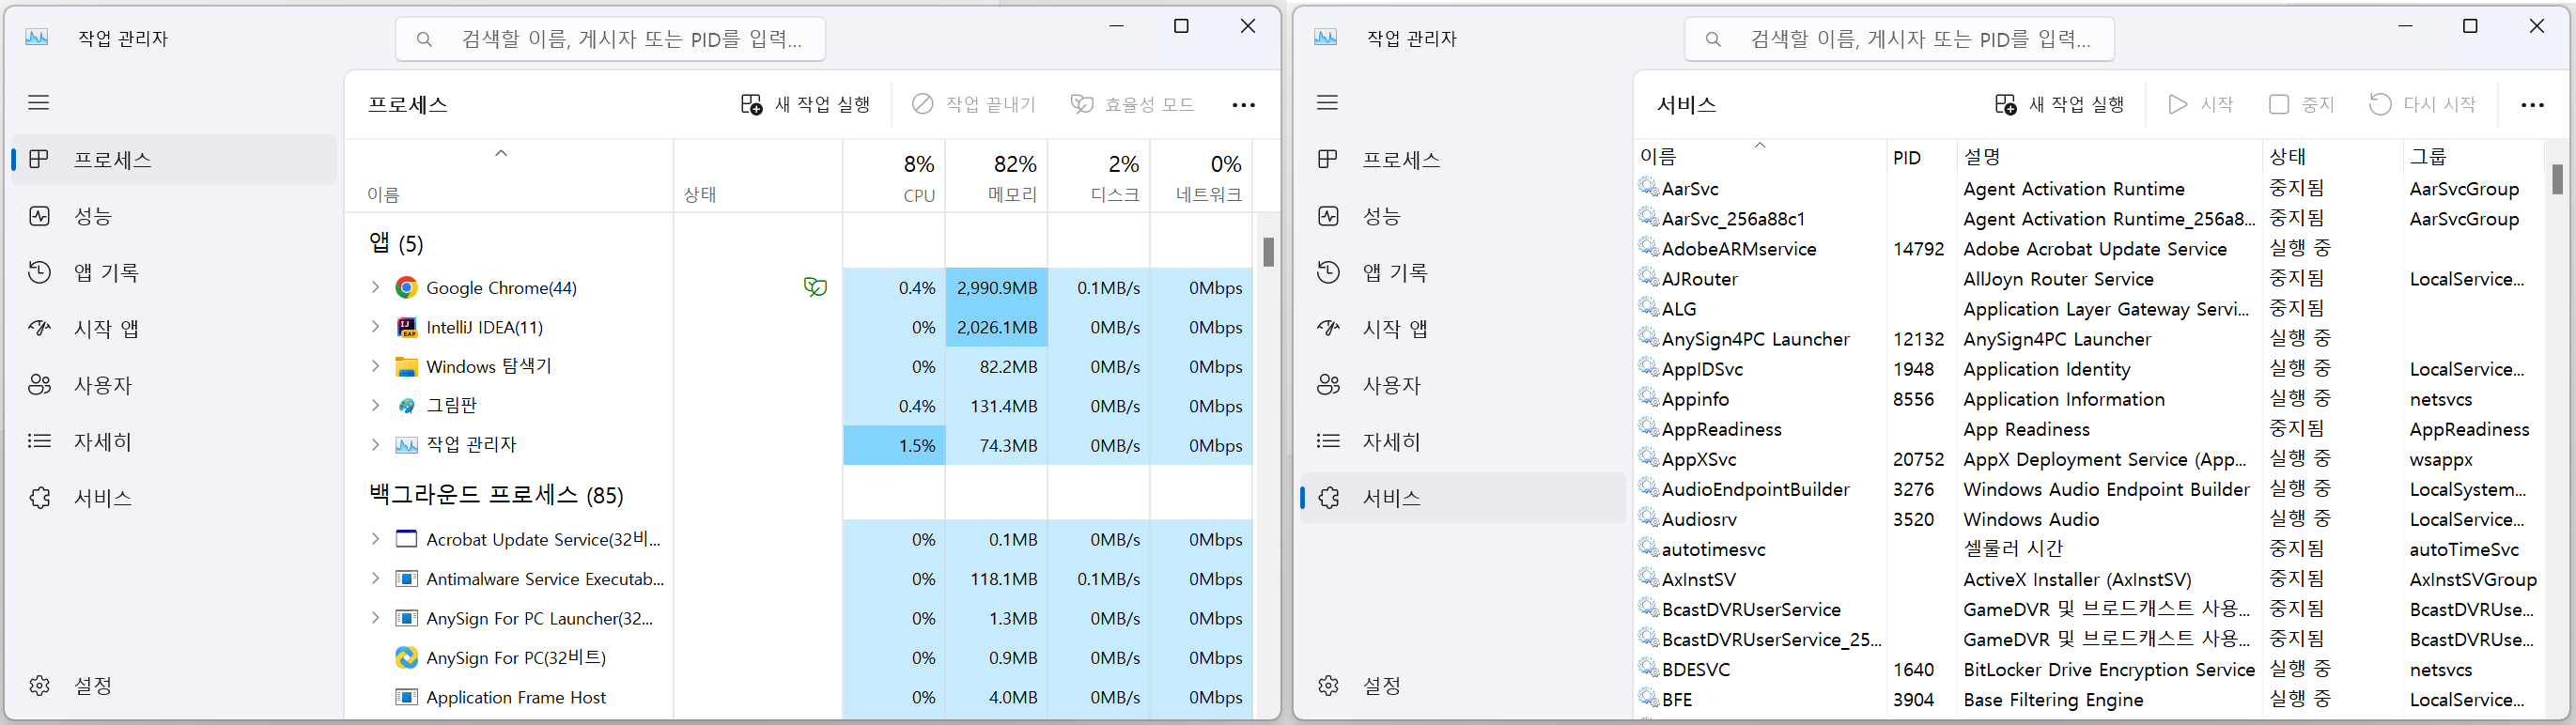 작업 관리자
검색할 이름, 게시자 또는 PID를 입력...
프로세스
새 작업 실행
작업 끝내기
효율성 모드
프로세스
성능
앱 기록
시작 앱
사용자
자세히
서비스
설정
이름 상태 8% CPU 82% 메모리 2% 디스크 0% 네트워크
앱 (5)
Google Chrome(44) 0.4% 2,990.9MB 0.1MB/s 0Mbps
IntelliJ IDEA(11) 0% 2,026.1MB 0MB/s 0Mbps
Windows 탐색기 0% 82.2MB 0MB/s 0Mbps
그림판 0.4% 131.4MB 0MB/s 0Mbps
작업 관리자 1.5% 74.3MB 0MB/s 0Mbps
백그라운드 프로세스 (85)
Acrobat Update Service(32비... 0% 0.1MB 0MB/s 0Mbps
Antimalware Service Executab... 0% 118.1MB 0.1MB/s 0Mbps
AnySign For PC Launcher(32... 0% 1.3MB 0MB/s 0Mbps
AnySign For PC(32비트) 0% 0.9MB 0MB/s 0Mbps
Application Frame Host 0% 4.0MB 0MB/s 0Mbps
작업 관리자
검색할 이름, 게시자 또는 PID를 입력...
서비스
새 작업 실행
시작
중지
다시 시작
프로세스
성능
앱 기록
시작 앱
사용자
자세히
서비스
설정
이름 PID 설명 상태 그룹
AarSvc Agent Activation Runtime 중지됨 AarSvcGroup
AarSvc_256a88c1 Agent Activation Runtime_256a8... 중지됨 AarSvcGroup
AdobeARMservice 14792 Adobe Acrobat Update Service 실행 중
AJRouter AllJoyn Router Service 중지됨 LocalService...
ALG Application Layer Gateway Servi... 중지됨
AnySign4PC Launcher 12132 AnySign4PC Launcher 실행 중
AppIDSvc 1948 Application Identity 실행 중 LocalService...
Appinfo 8556 Application Information 실행 중 netsvcs
AppReadiness App Readiness 중지됨 AppReadiness
AppXSvc 20752 AppX Deployment Service (App... 실행 중 wsappx
AudioEndpointBuilder 3276 Windows Audio Endpoint Builder 실행 중 LocalSystem...
Audiosrv 3520 Windows Audio 실행 중 LocalService...
autotimesvc 셀룰러 시간 중지됨 autoTimeSvc
AxInstSV ActiveX Installer (AxInstSV) 중지됨 AxInstSVGroup
BcastDVRUserService GameDVR 및 브로드캐스트 사용... 중지됨 BcastDVRUse...
BcastDVRUserService_25... GameDVR 및 브로드캐스트 사용... 중지됨 BcastDVRUse...
BDESVC 1640 BitLocker Drive Encryption Service 실행 중 netsvcs
BFE 3904 Base Filtering Engine 실행 중 LocalService...